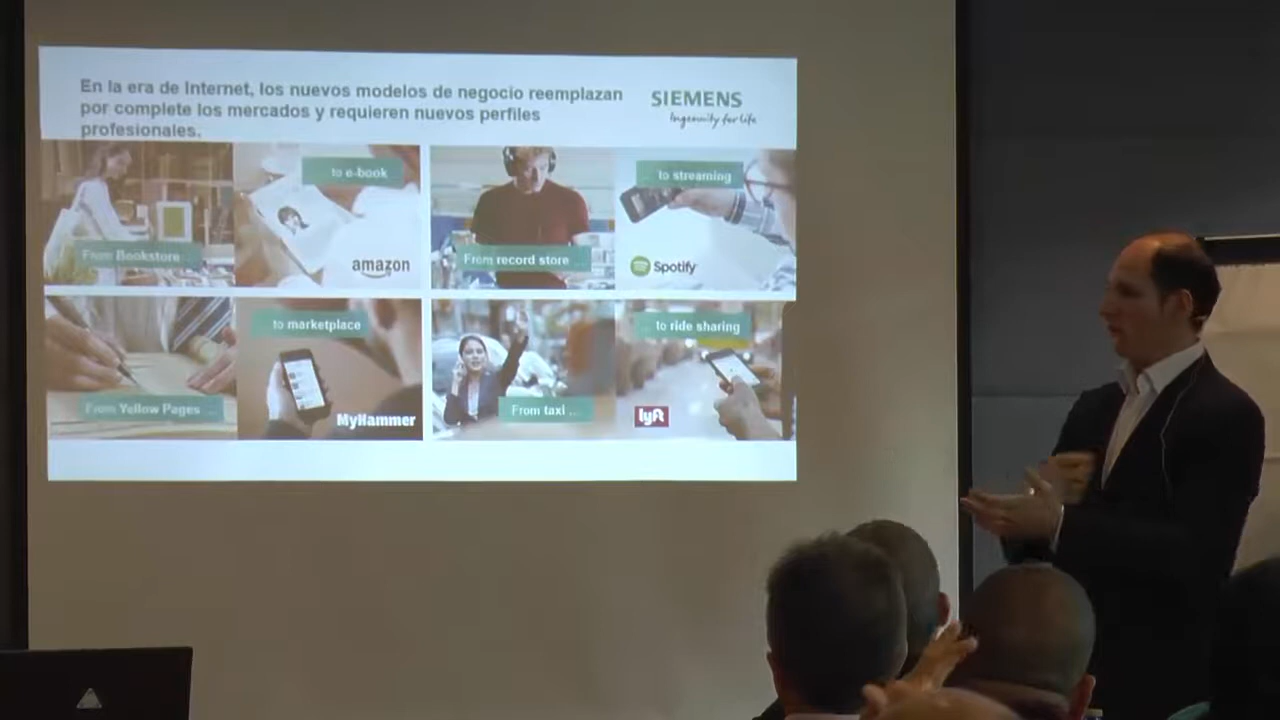 En la era de Internet, los nuevos modelos de negocio reemplazan
por complete los mercados y requieren nuevos perfiles
profesionales.
SIEMENS
Ingenuity for life
From Bookstore ...
... to e-book
amazon
From record store ...
... to streaming
Spotify
From Yellow Pages ...
... to marketplace
MyHammer
From taxi ...
... to ride sharing
lyft